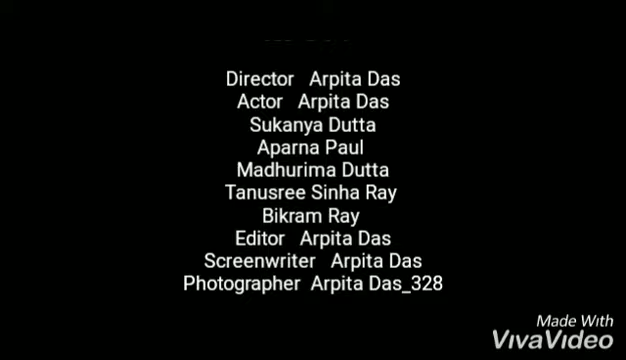 Director Arpita Das
Actor Arpita Das
Sukanya Dutta
Aparna Paul
Madhurima Dutta
Tanusree Sinha Ray
Bikram Ray
Editor Arpita Das
Screenwriter Arpita Das
Photographer Arpita Das_328
Made With
VivaVideo